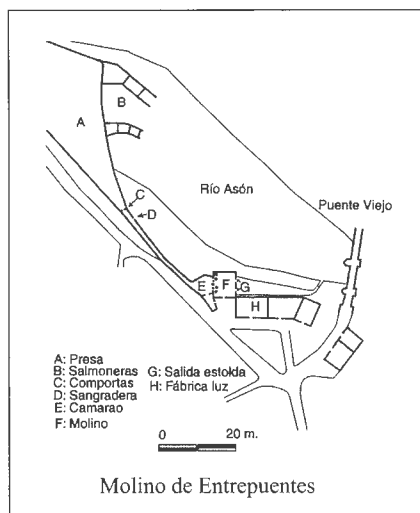 B
A
Río Asón
Puente Viejo
C
D
E
F
G
H
A: Presa
B: Salmoneras
C: Comportas
D: Sangradera
E: Camarao
F: Molino
G: Salida estolda
H: Fábrica luz
0 20 m.
Molino de Entrepuentes